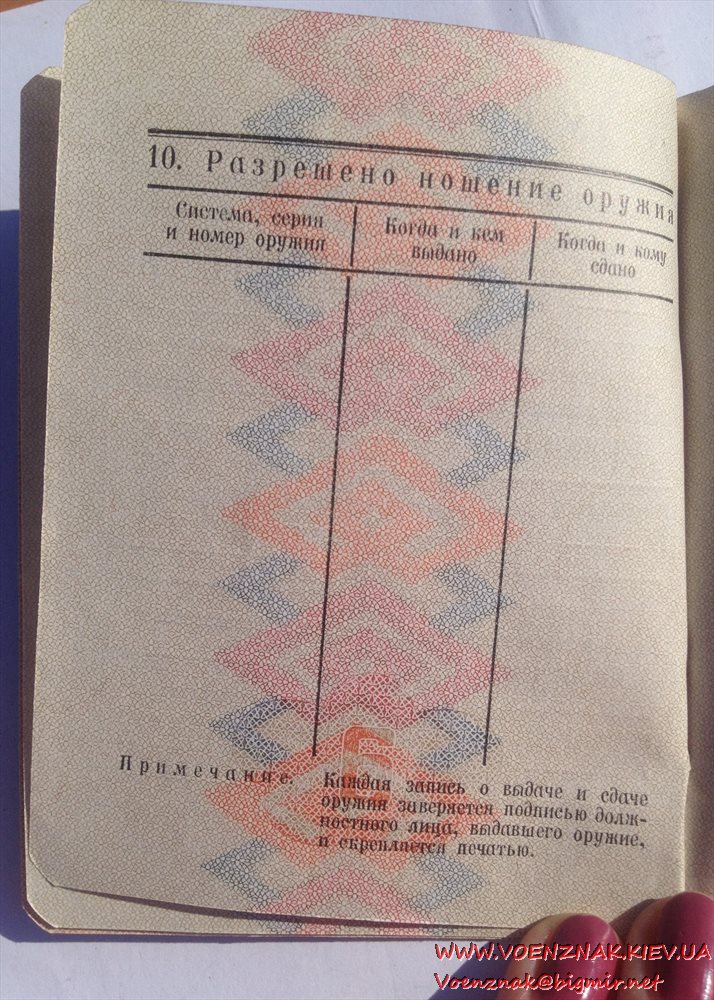 10. Разрешено ношение оружия
Система, серия
и номер оружия
Когда и кем
выдано
Когда и кому
сдано
Примечание. Каждая запись о выдаче и сдаче
оружия заверяется подписью долж-
ностного лица, выдавшего оружие,
и скрепляется печатью.
WWW.VOENZNAK.KIEV.UA
Voenznak@bigmir.net